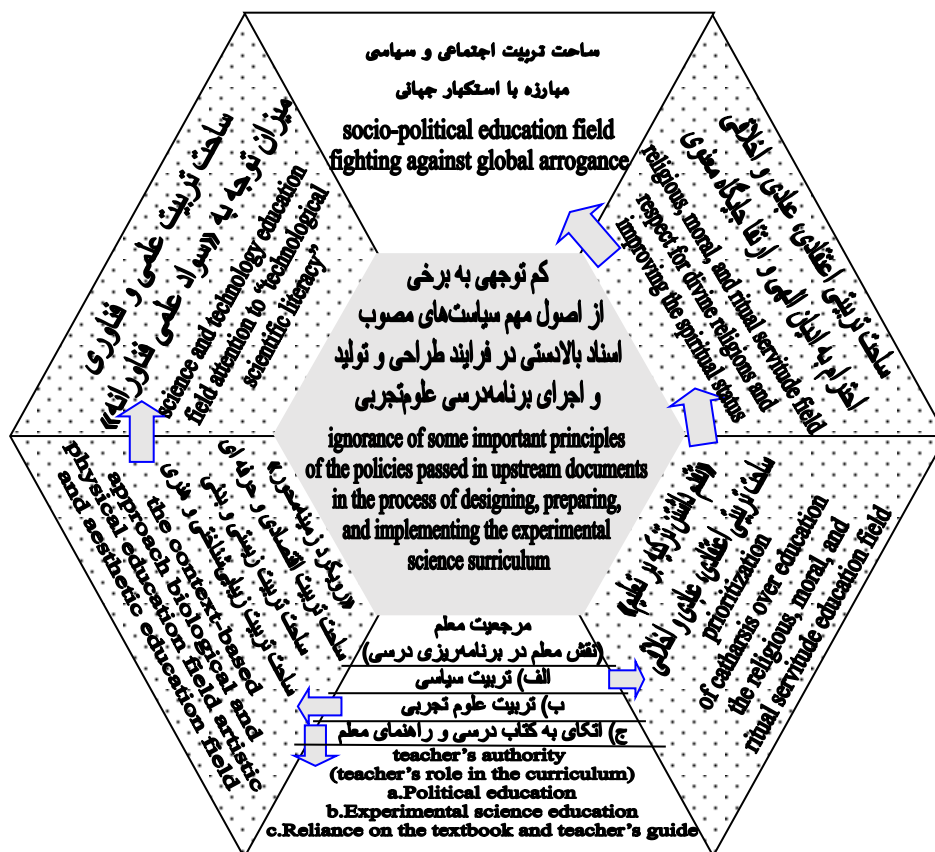 ساحت تربیت اجتماعی و سیاسی
مبارزه با استکبار جهانی
socio-political education field
fighting against global arrogance
ساحت تربیتی اعتقادی، عبادی و اخلاقی
احترام به ادیان الهی و ارتقا جایگاه معنوی
religious, moral, and ritual servitude field
respect for divine religions and
improving the spiritual status
ساحت تربیت علمی و فناوری
میزان توجه به «سواد علمی فناورانه»
science and technology education
field attention to “technological
scientific literacy”
کم توجهی به برخی
از اصول مهم سیاست‌های مصوب
اسناد بالادستی در فرایند طراحی و تولید
و اجرای برنامه‌درسی علوم‌تجربی
ignorance of some important principles
of the policies passed in upstream documents
in the process of designing, preparing,
and implementing the experimental
science surriculum
«رویکرد زمینه‌محور»
ساحت تربیت اقتصادی و حرفه ای
ساحت تربیت زیستی و بدنی
ساحت تربیت زیبایی‌شناختی و هنری
the context-based
approach biological and
physical education field artistic
and aesthetic education field
«تقدم بخش تزکیه بر تعلم»
ساحت تربیتی اعتقادی، عبادی و اخلاقی
prioritization
of catharsis over education
the religious, moral, and
ritual servitude education field
مرجعیت معلم
(نقش معلم در برنامه‌ریزی درسی)
الف) تربیت سیاسی
ب) تربیت علوم تجربی
ج) اتکای به کتاب درسی و راهنمای معلم
teacher’s authority
(teacher’s role in the curriculum)
a.Political education
b.Experimental science education
c.Reliance on the textbook and teacher’s guide